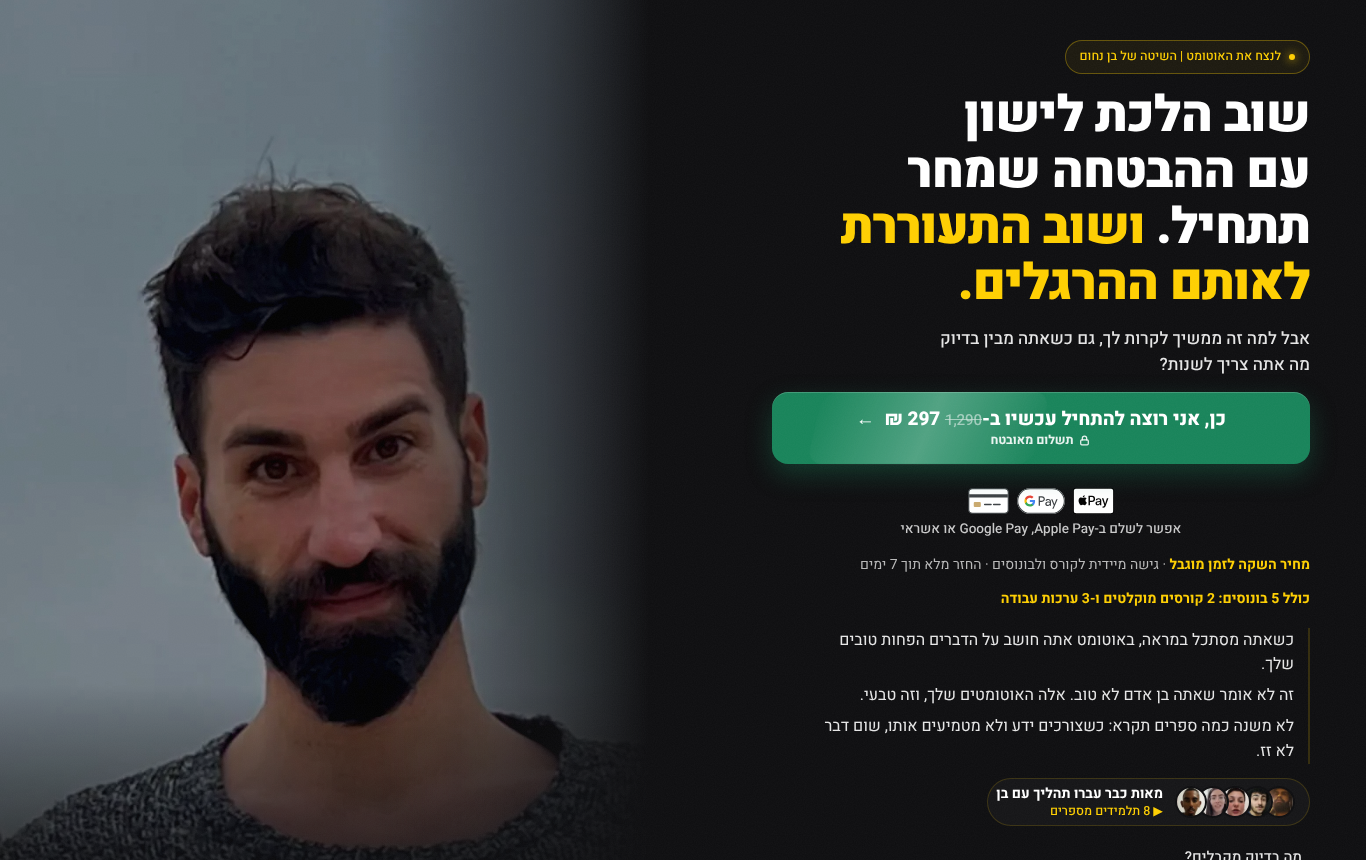 לנצח את האוטומט | השיטה של בן נחום
שוב הלכת לישון
עם ההבטחה שמחר
תתחיל. ושוב התעוררת
לאותם ההרגלים.
אבל למה זה ממשיך לקרות לך, גם כשאתה מבין בדיוק
מה אתה צריך לשנות?
כן, אני רוצה להתחיל עכשיו ב-1,290 297 ₪ ←
תשלום מאובטח
Pay G Pay
אפשר לשלם ב-Google Pay ,Apple Pay או אשראי
מחיר השקה לזמן מוגבל · גישה מיידית לקורס ולבונוסים · החזר מלא תוך 7 ימים
כולל 5 בונוסים: 2 קורסים מוקלטים ו-3 ערכות עבודה
כשאתה מסתכל במראה, באוטומט אתה חושב על הדברים הפחות טובים
שלך.
זה לא אומר שאתה בן אדם לא טוב. אלה האוטומטים שלך, וזה טבעי.
לא משנה כמה ספרים תקרא: כשצורכים ידע ולא מטמיעים אותו, שום דבר
לא זז.
מאות כבר עברו תהליך עם בן
▶ 8 תלמידים מספרים
מה בדיוק מקבלים?